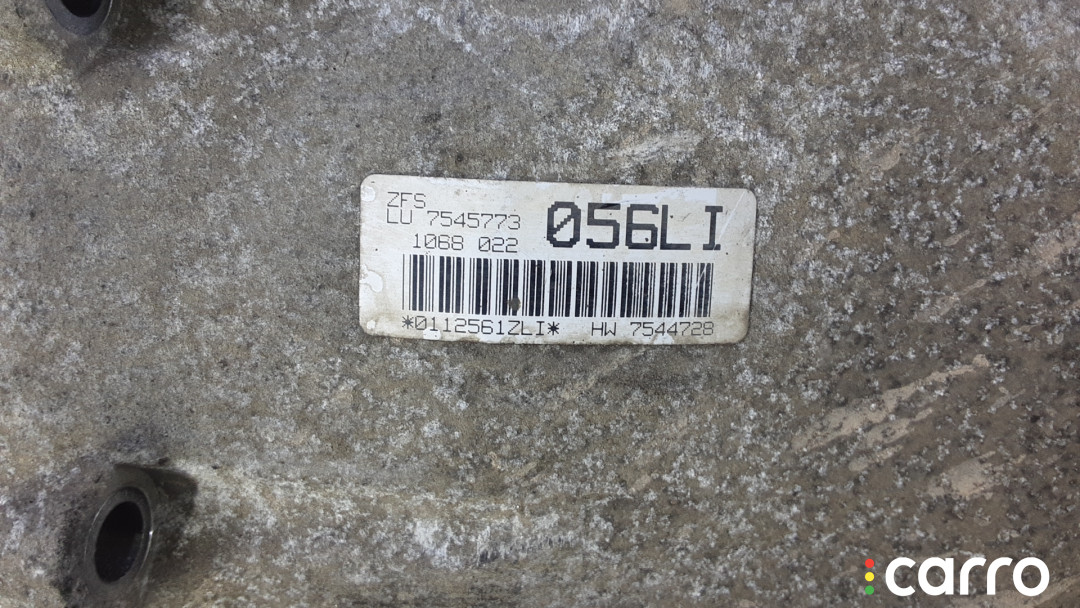 ZFS
LU 7545773
1068 022
056LI
*0112561ZLI* HW 7544728
carro